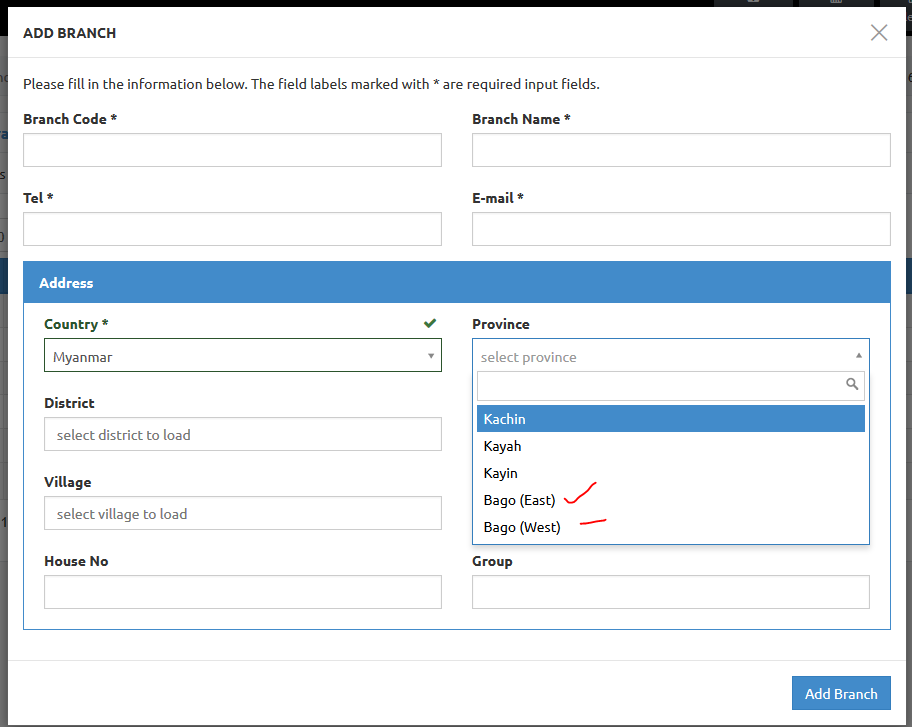 ADD BRANCH
Please fill in the information below. The field labels marked with * are required input fields.
Branch Code *
Branch Name *
Tel *
E-mail *
Address
Country *
Myanmar
Province
select province
Kachin
Kayah
Kayin
Bago (East)
Bago (West)
District
select district to load
Village
select village to load
House No
Group
Add Branch